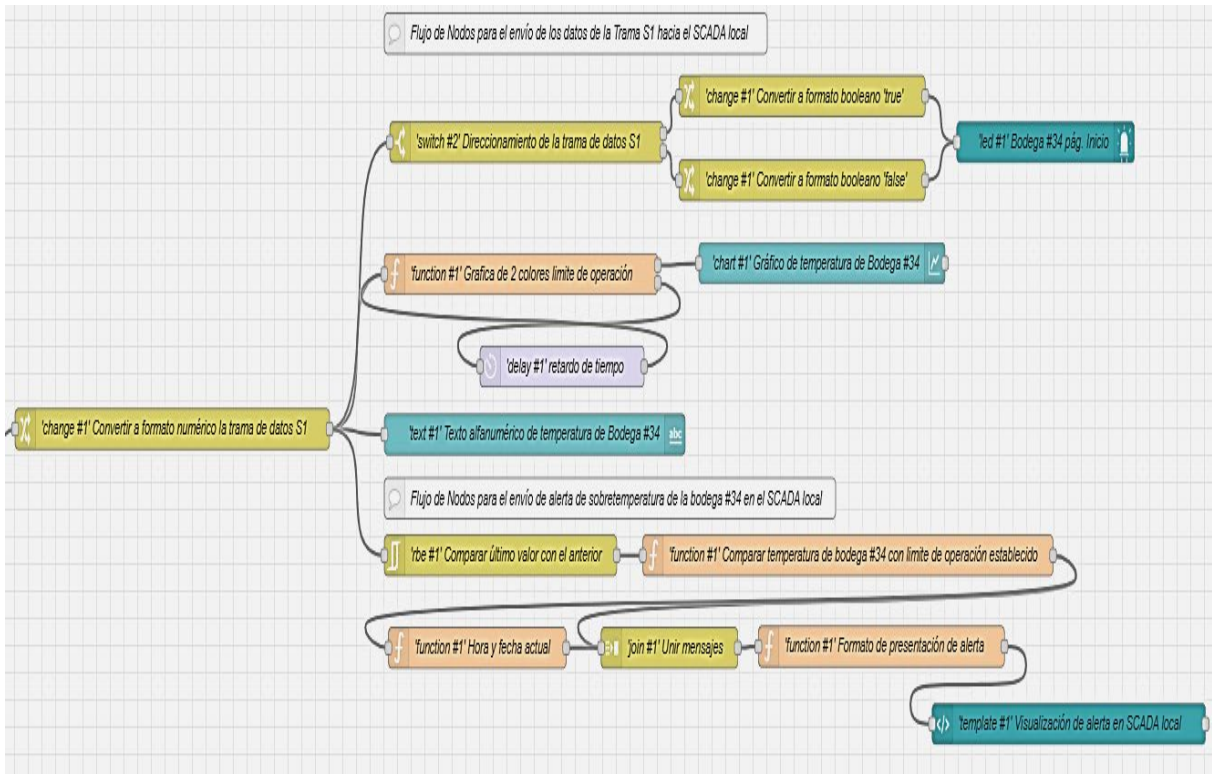 Flujo de Nodos para el envío de los datos de la Trama S1 hacia el SCADA local
'change #1' Convertir a formato booleano 'true'
'switch #2' Direccionamiento de la trama de datos S1
'led #1' Bodega #34 pág. Inicio
'change #1' Convertir a formato booleano 'false'
'function #1' Grafica de 2 colores limite de operación
'chart #1' Gráfico de temperatura de Bodega #34
'delay #1' retardo de tiempo
'change #1' Convertir a formato numérico la trama de datos S1
'text #1' Texto alfanumérico de temperatura de Bodega #34
abc
Flujo de Nodos para el envío de alerta de sobretemperatura de la bodega #34 en el SCADA local
'rbe #1' Comparar último valor con el anterior
'function #1' Comparar temperatura de bodega #34 con limite de operación establecido
'function #1' Hora y fecha actual
'join #1' Unir mensajes
'function #1' Formato de presentación de alerta
'template #1' Visualización de alerta en SCADA local